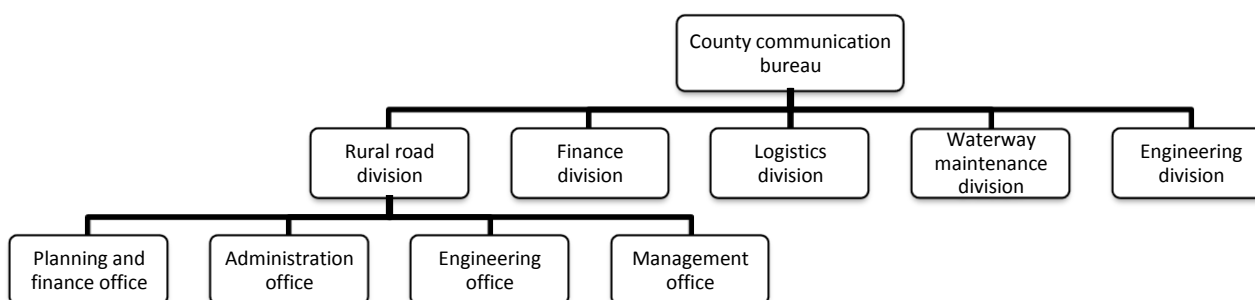 County communication
bureau
Rural road
division
Finance
division
Logistics
division
Waterway
maintenance
division
Engineering
division
Planning and
finance office
Administration
office
Engineering
office
Management
office